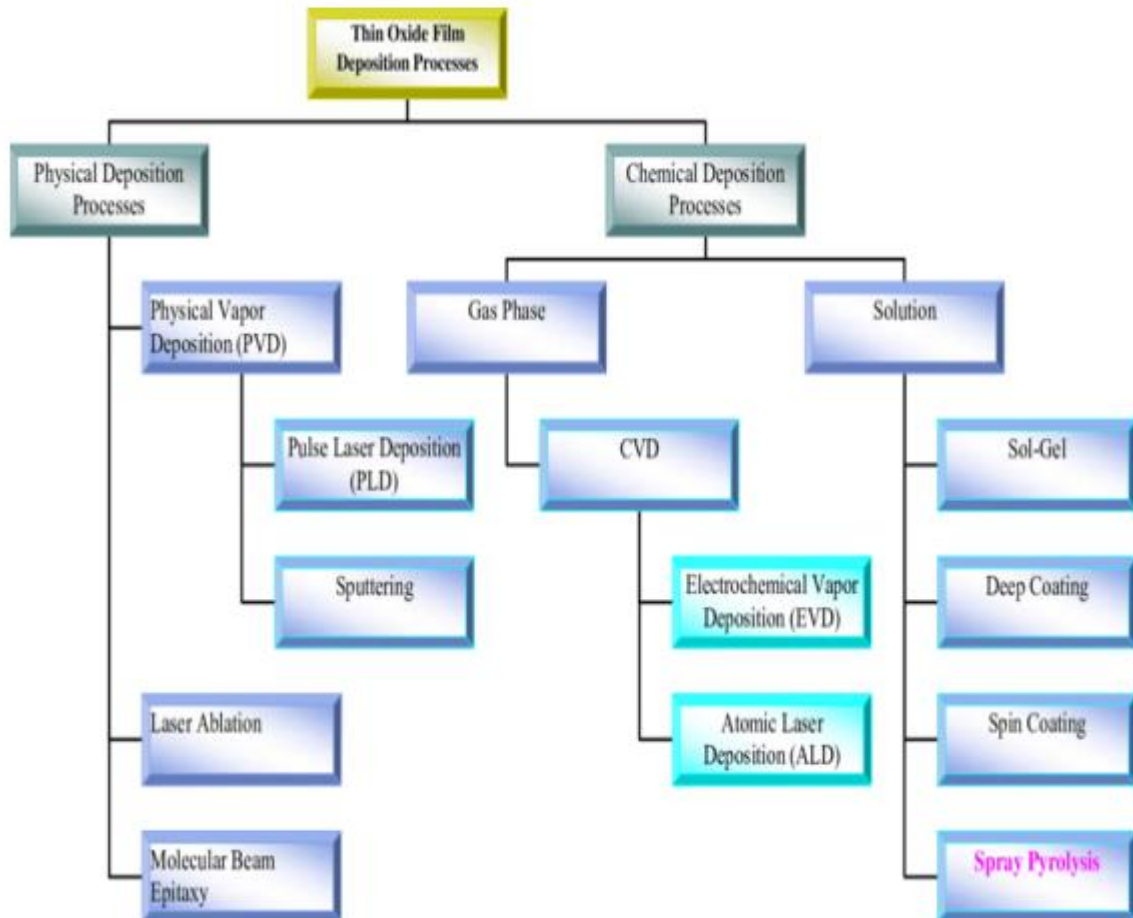 Thin Oxide Film
Deposition Processes
Physical Deposition
Processes
Chemical Deposition
Processes
Physical Vapor
Deposition (PVD)
Gas Phase
Solution
Pulse Laser Deposition
(PLD)
CVD
Sol-Gel
Sputtering
Electrochemical Vapor
Deposition (EVD)
Deep Coating
Laser Ablation
Atomic Laser
Deposition (ALD)
Spin Coating
Molecular Beam
Epitaxy
Spray Pyrolysis